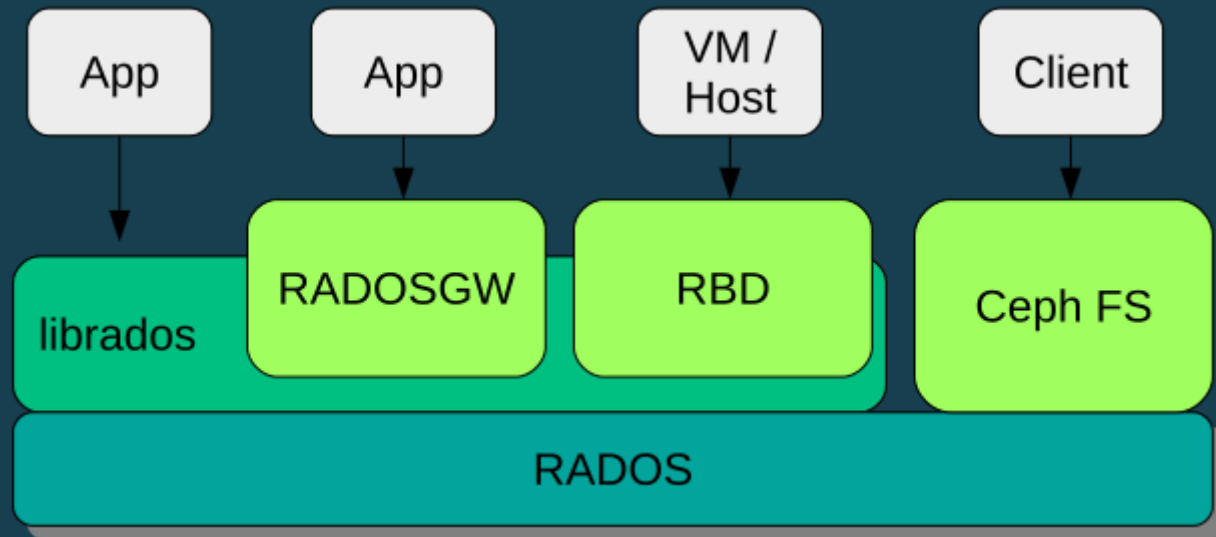 App
App
VM /
Host
Client
RADOSGW
RBD
Ceph FS
librados
RADOS